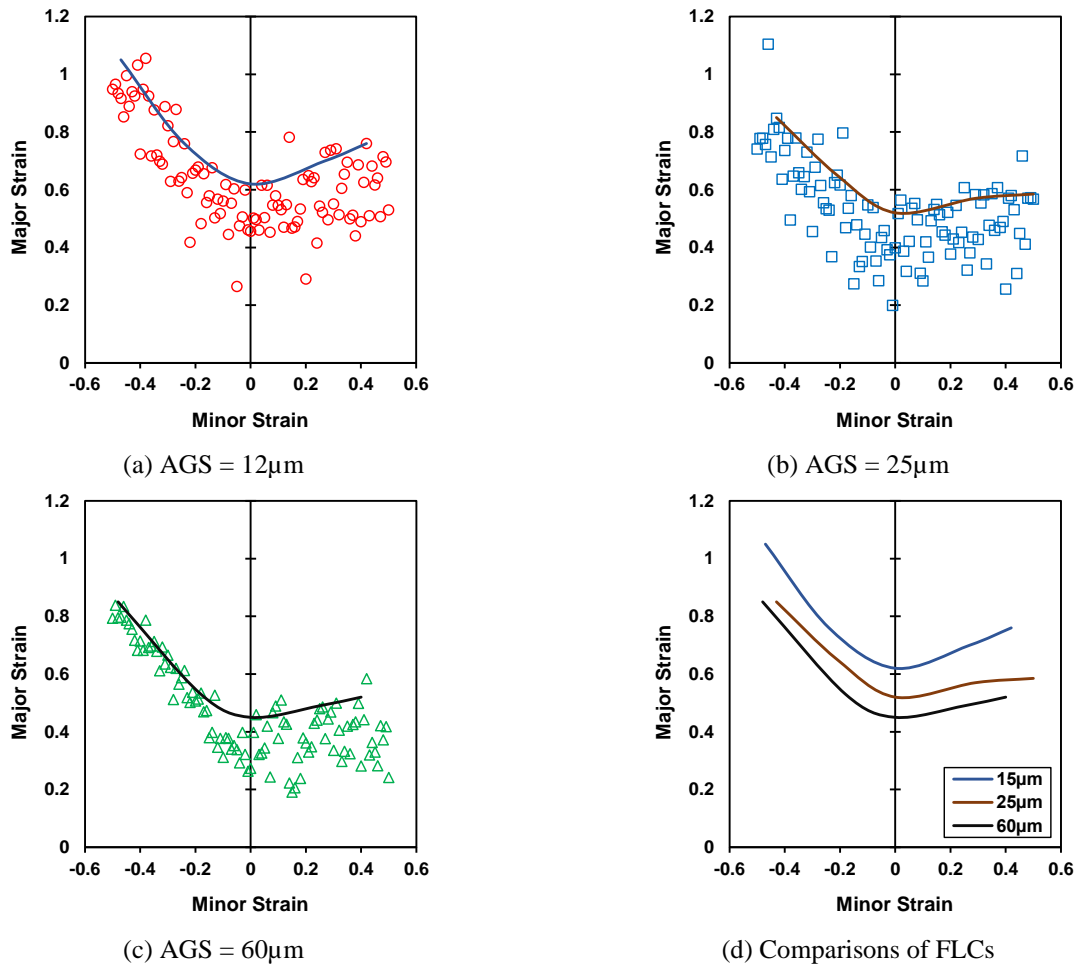 1.2
1
0.8
0.6
0.4
0.2
0
-0.6 -0.4 -0.2 0 0.2 0.4 0.6
Major Strain
Minor Strain
(a) AGS = 12µm
1.2
1
0.8
0.6
0.4
0.2
0
-0.6 -0.4 -0.2 0 0.2 0.4 0.6
Major Strain
Minor Strain
(b) AGS = 25µm
1.2
1
0.8
0.6
0.4
0.2
0
-0.6 -0.4 -0.2 0 0.2 0.4 0.6
Major Strain
Minor Strain
(c) AGS = 60µm
1.2
1
0.8
0.6
0.4
0.2
0
-0.6 -0.4 -0.2 0 0.2 0.4 0.6
Major Strain
Minor Strain
15µm
25µm
60µm
(d) Comparisons of FLCs